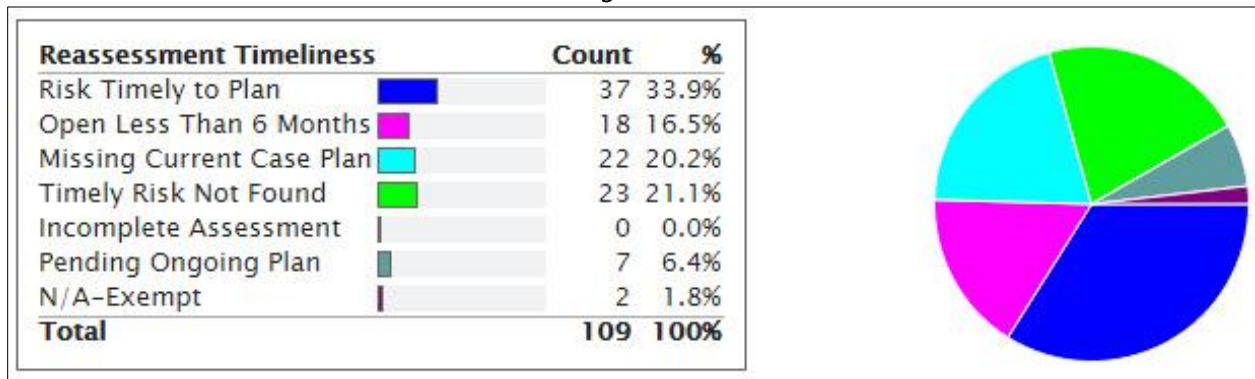 Reassessment Timeliness Count %
Risk Timely to Plan 37 33.9%
Open Less Than 6 Months 18 16.5%
Missing Current Case Plan 22 20.2%
Timely Risk Not Found 23 21.1%
Incomplete Assessment 0 0.0%
Pending Ongoing Plan 7 6.4%
N/A-Exempt 2 1.8%
Total 109 100%